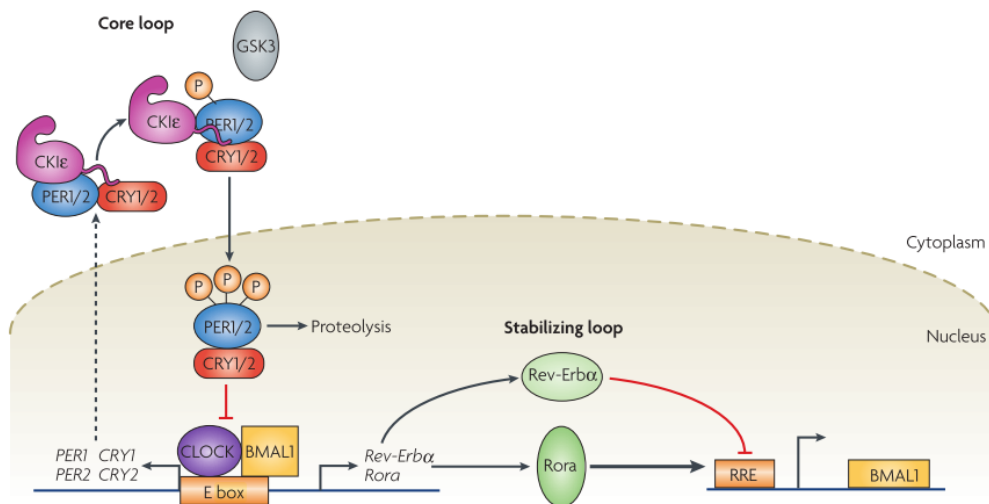 Core loop
GSK3
P
CKIε
PER1/2
CRY1/2
CKIε
PER1/2
CRY1/2
Cytoplasm
P
P
P
PER1/2
Proteolysis
CRY1/2
Stabilizing loop
Nucleus
Rev-Erbα
PER1 CRY1
PER2 CRY2
CLOCK
BMAL1
E box
Rev-Erbα
Rora
Rora
RRE
BMAL1